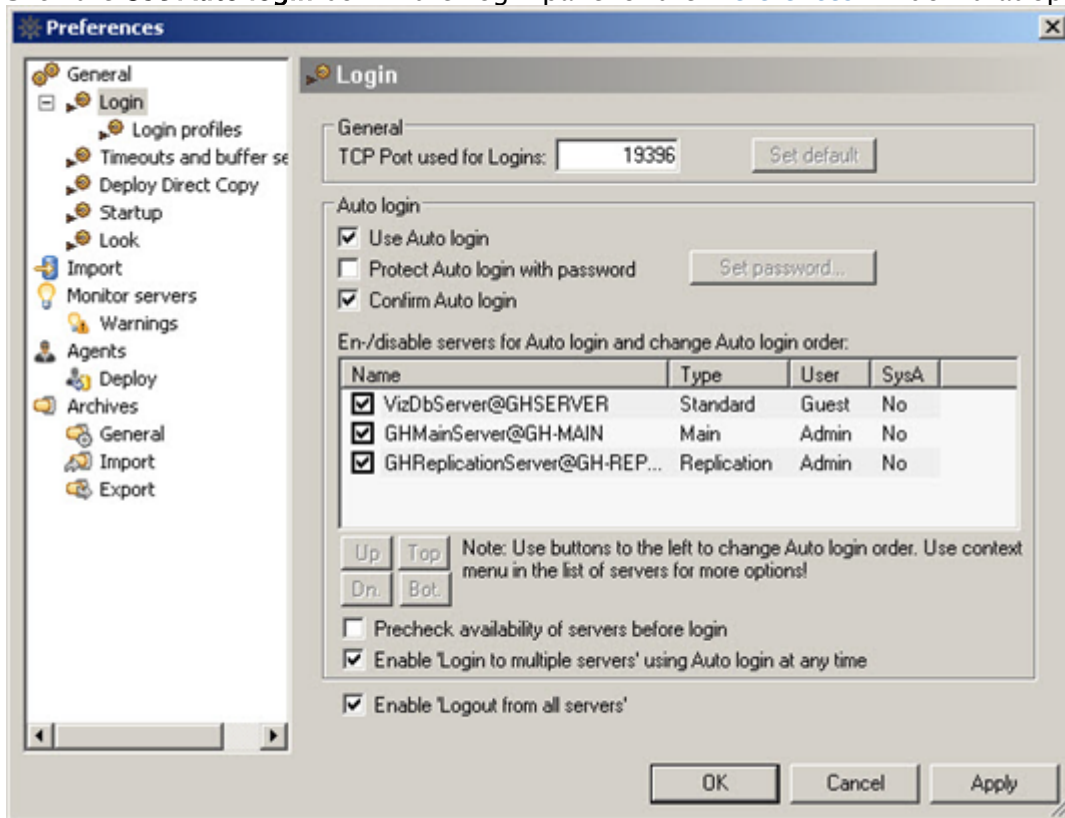 Preferences
General
Login
Login profiles
Timeouts and buffer se
Deploy Direct Copy
Startup
Look
Import
Monitor servers
Warnings
Agents
Deploy
Archives
General
Import
Export
Login
General
TCP Port used for Logins: 19396 Set default
Auto login
Use Auto login
Protect Auto login with password Set password...
Confirm Auto login
En-/disable servers for Auto login and change Auto login order:
Name Type User SysA
VizDbServer@GHSERVER Standard Guest No
GHMainServer@GH-MAIN Main Admin No
GHReplicationServer@GH-REP... Replication Admin No
Up Top Note: Use buttons to the left to change Auto login order. Use context
menu in the list of servers for more options!
Dn. Bot.
Precheck availability of servers before login
Enable 'Login to multiple servers' using Auto login at any time
Enable 'Logout from all servers'
OK Cancel Apply